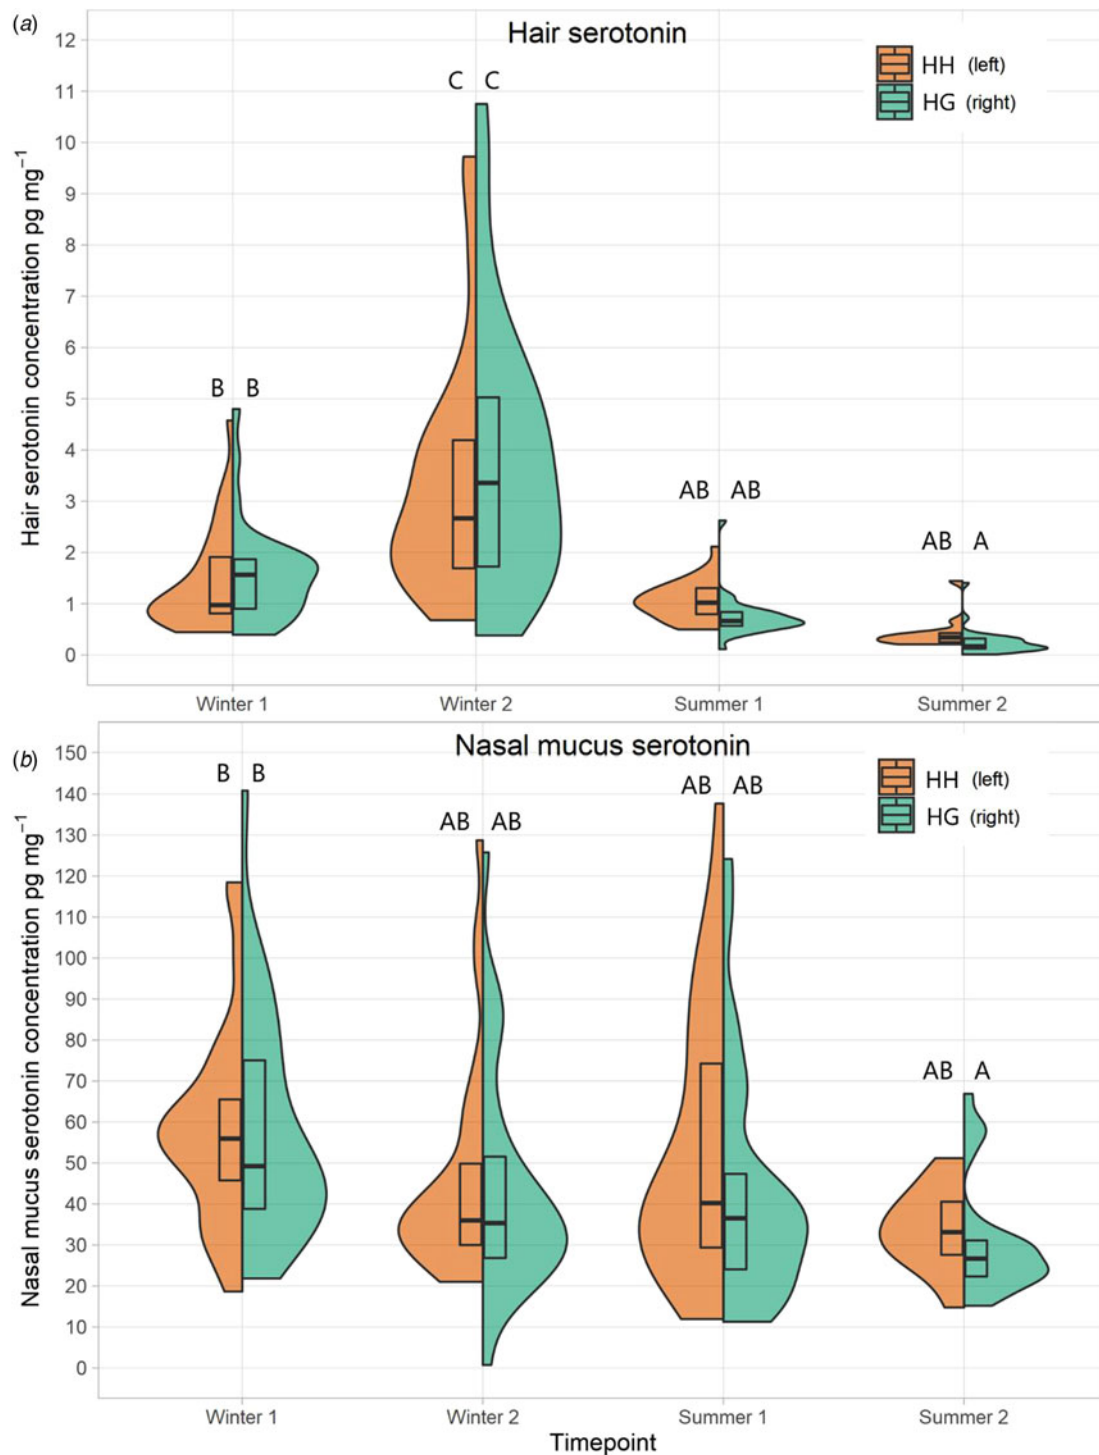 (a)
Hair serotonin
HH (left)
HG (right)
Hair serotonin concentration pg mg⁻¹
12
11
10
9
8
7
6
5
4
3
2
1
0
B B
C C
AB AB
AB A
Winter 1 Winter 2 Summer 1 Summer 2
(b)
Nasal mucus serotonin
HH (left)
HG (right)
Nasal mucus serotonin concentration pg mg⁻¹
150
140
130
120
110
100
90
80
70
60
50
40
30
20
10
0
B B
AB AB
AB AB
AB A
Winter 1 Winter 2 Summer 1 Summer 2
Timepoint